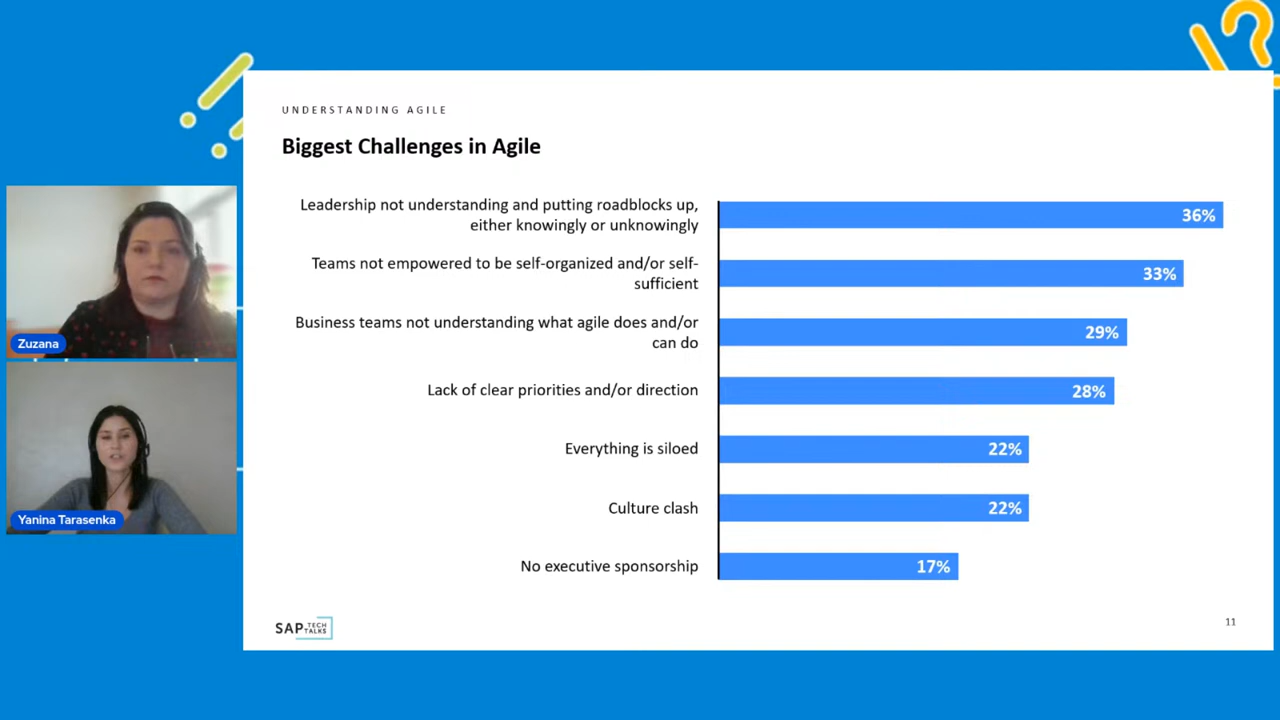 UNDERSTANDING AGILE
Biggest Challenges in Agile
Leadership not understanding and putting roadblocks up,
either knowingly or unknowingly
36%
Teams not empowered to be self-organized and/or self-
sufficient
33%
Business teams not understanding what agile does and/or
can do
29%
Lack of clear priorities and/or direction
28%
Everything is siloed
22%
Culture clash
22%
No executive sponsorship
17%
SAP TECH
TALKS
11
Zuzana
Yanina Tarasenka